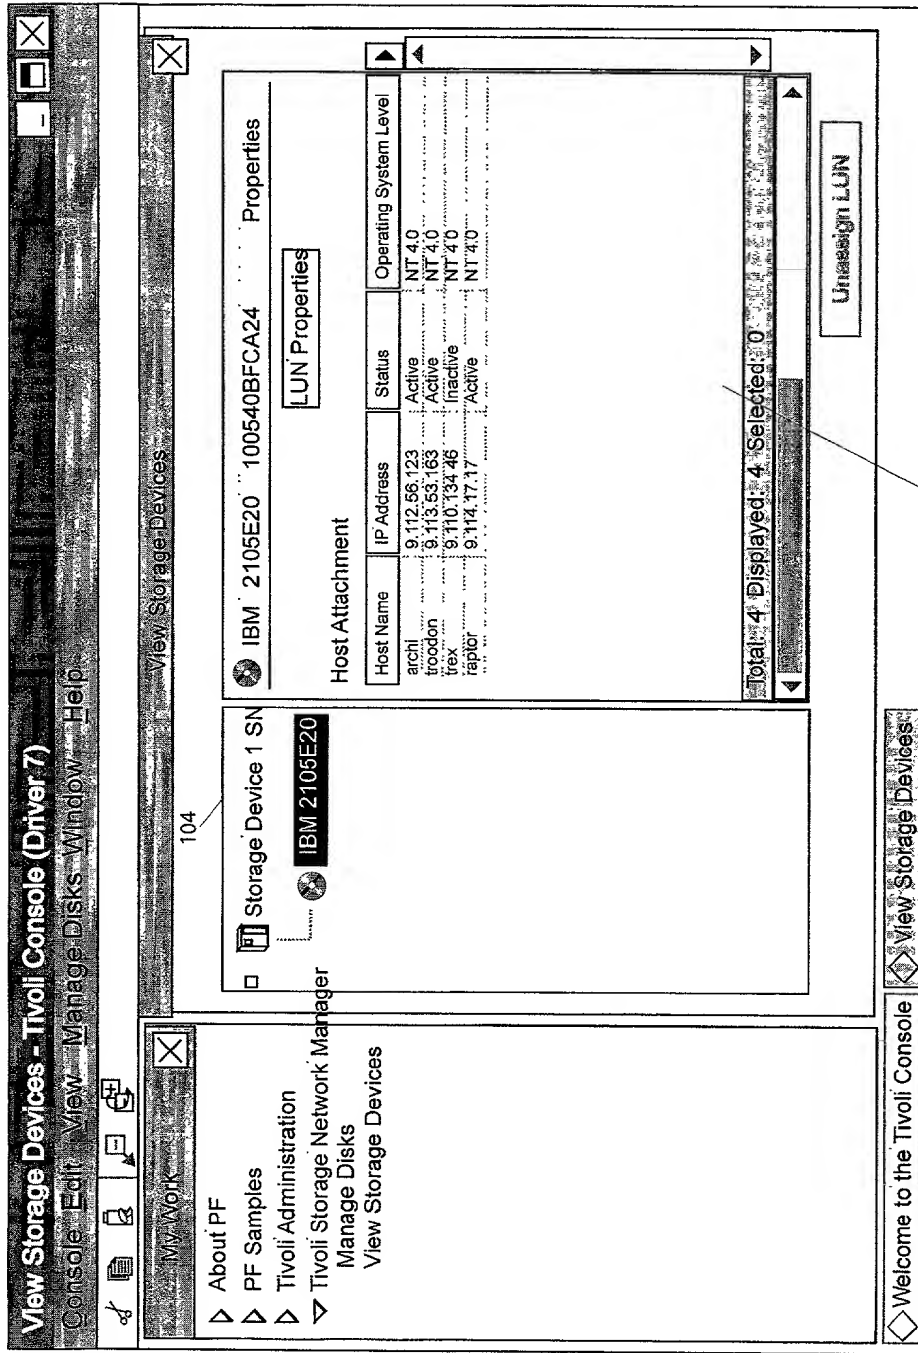 View Storage Devices - Tivoli Console (Driver 7)
Console Edit View Manage Disks Window Help
My Work
About PF
PF Samples
Tivoli Administration
Tivoli Storage Network Manager
Manage Disks
View Storage Devices
View Storage Devices
104
Storage Device 1 SN
IBM 2105E20
IBM 2105E20 100540BFCA24 Properties
LUN Properties
Host Attachment
Host Name IP Address Status Operating System Level
archi 9.112.56.123 Active NT 4.0
troodon 9.113.53.163 Active NT 4.0
trex 9.110.134.46 Inactive NT 4.0
raptor 9.114.17.17 Active NT 4.0
Total: 4 Displayed: 4 Selected: 0
Unassign LUN
Welcome to the Tivoli Console View Storage Devices